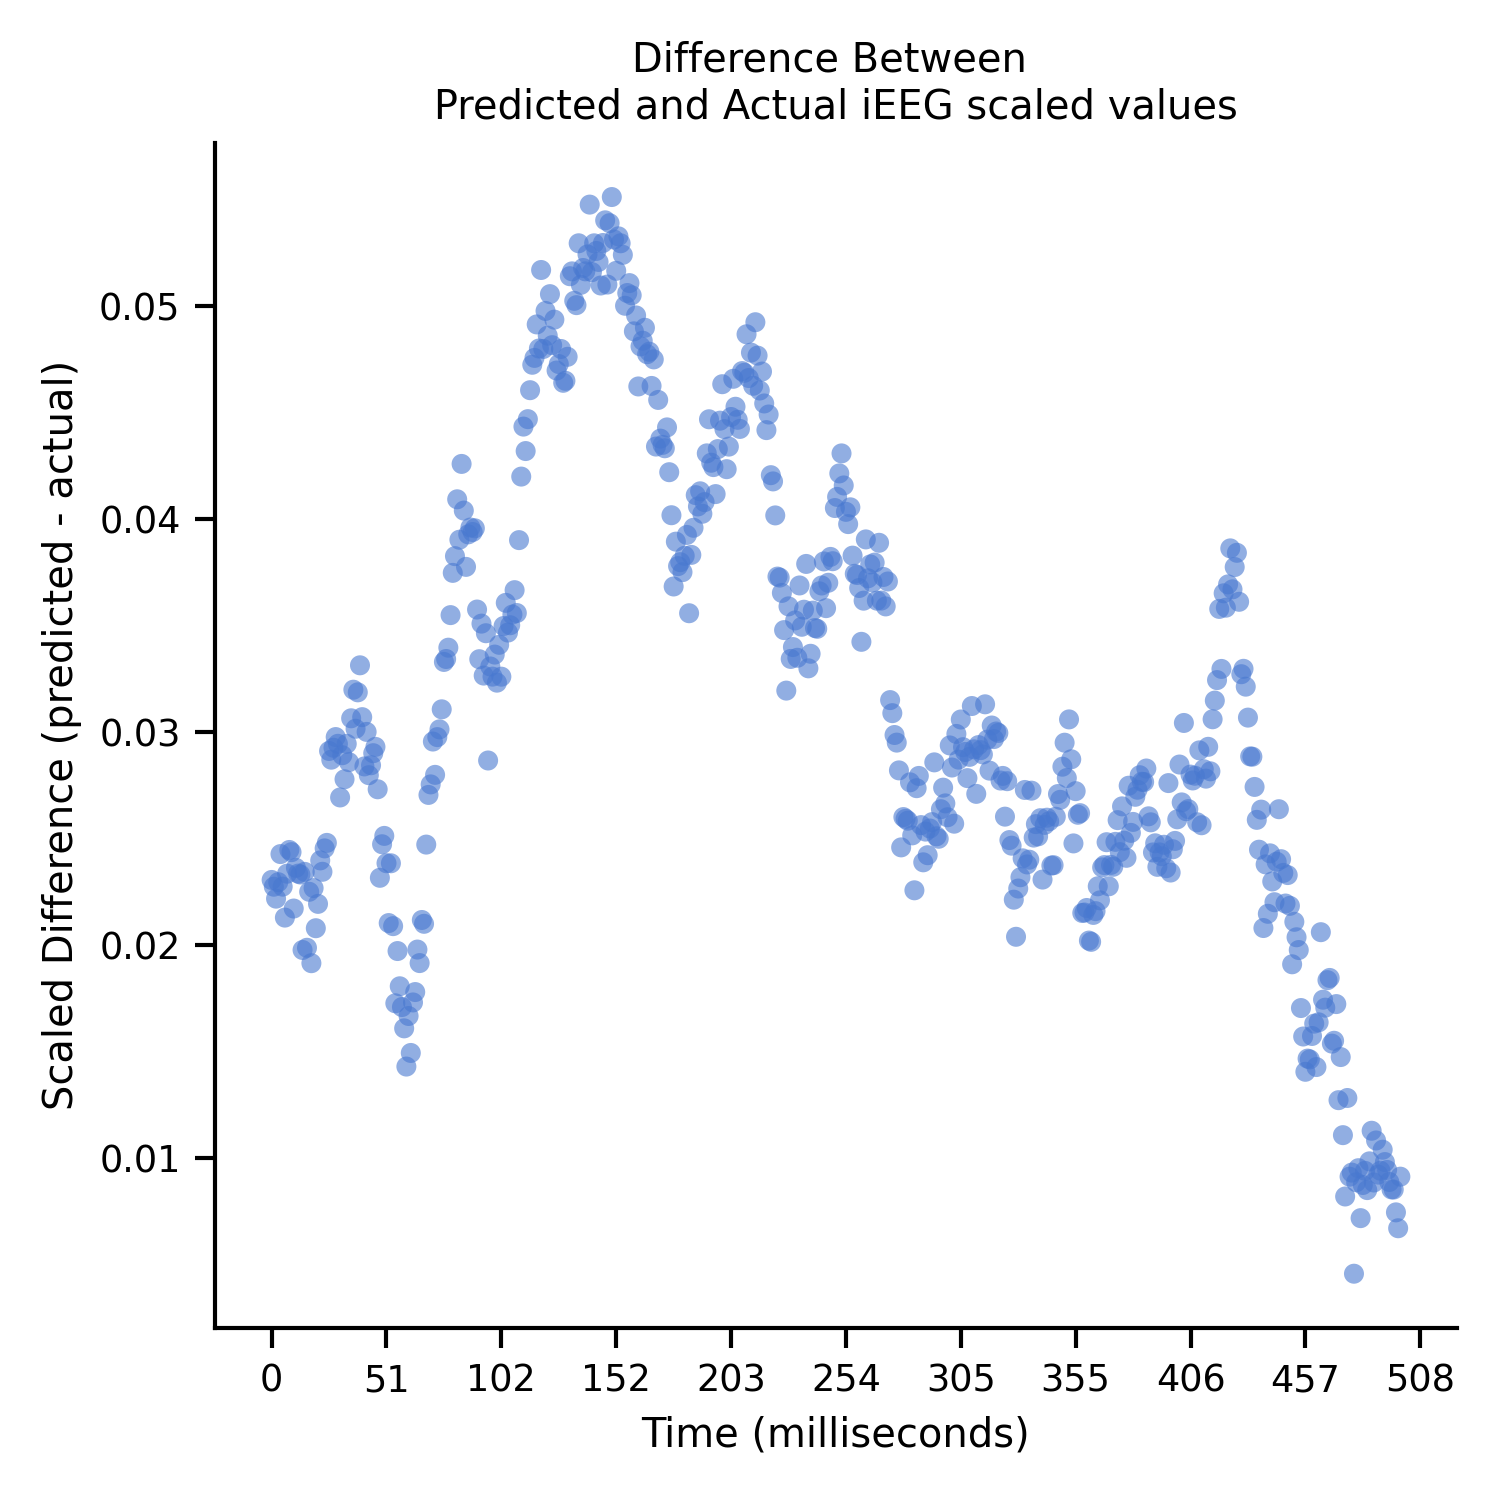 Difference Between
Predicted and Actual iEEG scaled values
Scaled Difference (predicted - actual)
0.05
0.04
0.03
0.02
0.01
0 51 102 152 203 254 305 355 406 457 508
Time (milliseconds)